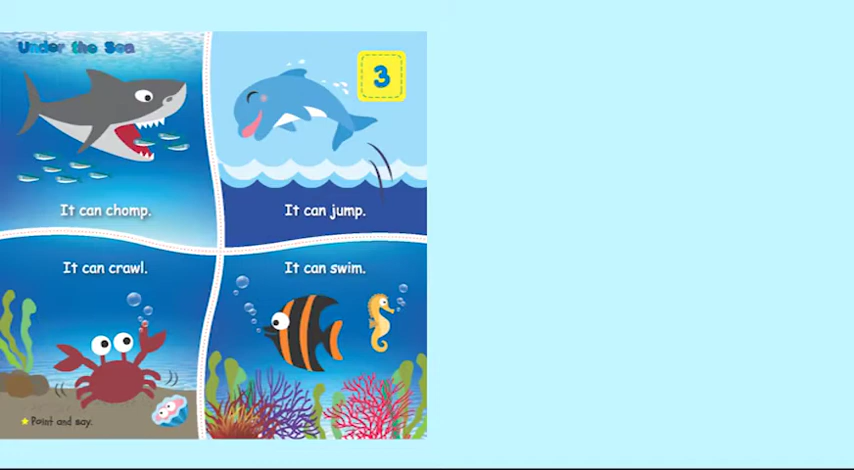 Under the Sea
3
It can chomp.
It can jump.
It can crawl.
It can swim.
Point and say.